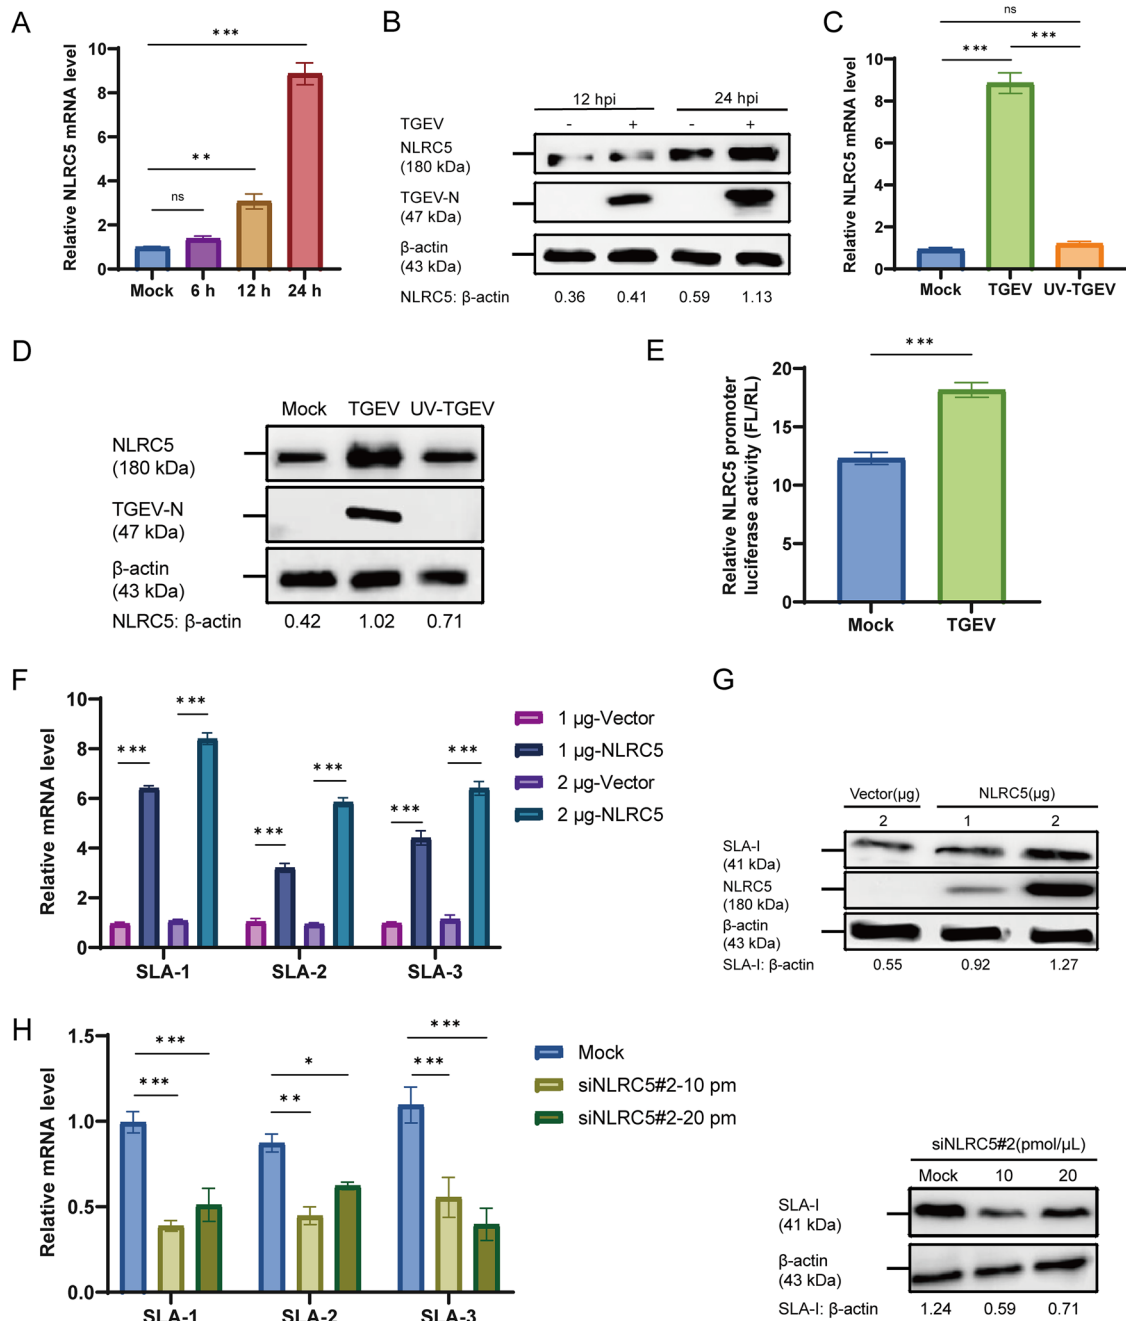 A
Relative NLRC5 mRNA level
10
8
6
4
2
0
***
**
ns
Mock 6 h 12 h 24 h
B
12 hpi 24 hpi
TGEV - + - +
NLRC5
(180 kDa)
TGEV-N
(47 kDa)
β-actin
(43 kDa)
NLRC5: β-actin 0.36 0.41 0.59 1.13
C
Relative NLRC5 mRNA level
10
8
6
4
2
0
ns
*** ***
Mock TGEV UV-TGEV
D
Mock TGEV UV-TGEV
NLRC5
(180 kDa)
TGEV-N
(47 kDa)
β-actin
(43 kDa)
NLRC5: β-actin 0.42 1.02 0.71
E
Relative NLRC5 promoter
luciferase activity (FL/RL)
20
15
10
5
0
***
Mock TGEV
F
Relative mRNA level
10
8
6
4
2
0
*** ***
*** ***
*** ***
SLA-1 SLA-2 SLA-3
1 μg-Vector
1 μg-NLRC5
2 μg-Vector
2 μg-NLRC5
G
Vector(μg) NLRC5(μg)
2 1 2
SLA-I
(41 kDa)
NLRC5
(180 kDa)
β-actin
(43 kDa)
SLA-I: β-actin 0.55 0.92 1.27
H
Relative mRNA level
1.5
1.0
0.5
0.0
***
***
*
**
***
***
SLA-1 SLA-2 SLA-3
Mock
siNLRC5#2-10 pm
siNLRC5#2-20 pm
siNLRC5#2(pmol/μL)
Mock 10 20
SLA-I
(41 kDa)
β-actin
(43 kDa)
SLA-I: β-actin 1.24 0.59 0.71